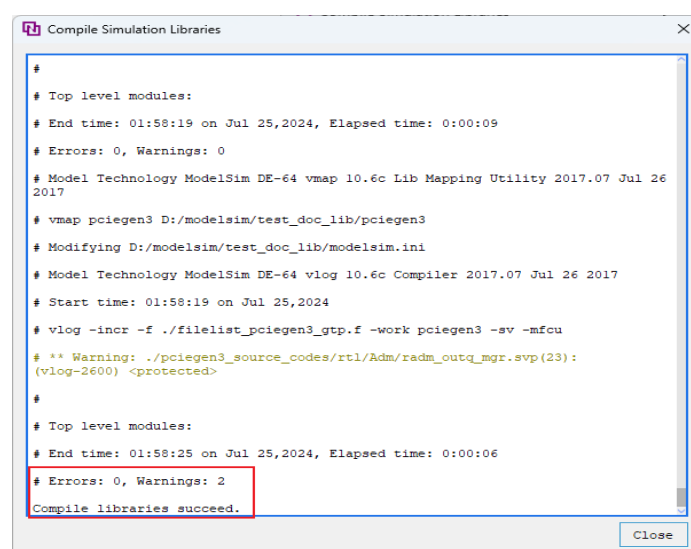 Compile Simulation Libraries
#
# Top level modules:
# End time: 01:58:19 on Jul 25,2024, Elapsed time: 0:00:09
# Errors: 0, Warnings: 0
# Model Technology ModelSim DE-64 vmap 10.6c Lib Mapping Utility 2017.07 Jul 26
2017
# vmap pciegen3 D:/modelsim/test_doc_lib/pciegen3
# Modifying D:/modelsim/test_doc_lib/modelsim.ini
# Model Technology ModelSim DE-64 vlog 10.6c Compiler 2017.07 Jul 26 2017
# Start time: 01:58:19 on Jul 25,2024
# vlog -incr -f ./filelist_pciegen3_gtp.f -work pciegen3 -sv -mfcu
# ** Warning: ./pciegen3_source_codes/rtl/Adm/radm_outq_mgr.svp(23):
(vlog-2600) <protected>
#
# Top level modules:
# End time: 01:58:25 on Jul 25,2024, Elapsed time: 0:00:06
# Errors: 0, Warnings: 2
Compile libraries succeed.
Close